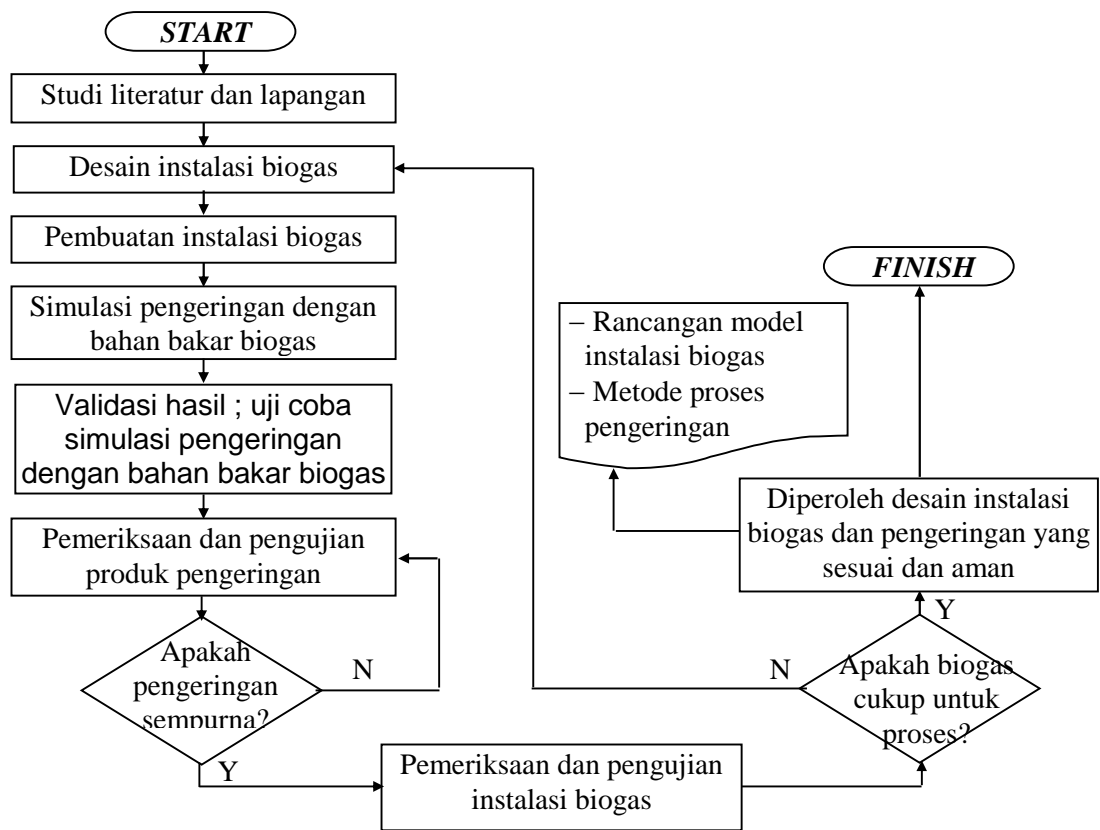 START
Studi literatur dan lapangan
Desain instalasi biogas
Pembuatan instalasi biogas
Simulasi pengeringan dengan
bahan bakar biogas
Validasi hasil ; uji coba
simulasi pengeringan
dengan bahan bakar biogas
Pemeriksaan dan pengujian
produk pengeringan
Apakah
pengeringan
sempurna?
N
Y
Pemeriksaan dan pengujian
instalasi biogas
Apakah biogas
cukup untuk
proses?
N
Y
Diperoleh desain instalasi
biogas dan pengeringan yang
sesuai dan aman
– Rancangan model
instalasi biogas
– Metode proses
pengeringan
FINISH